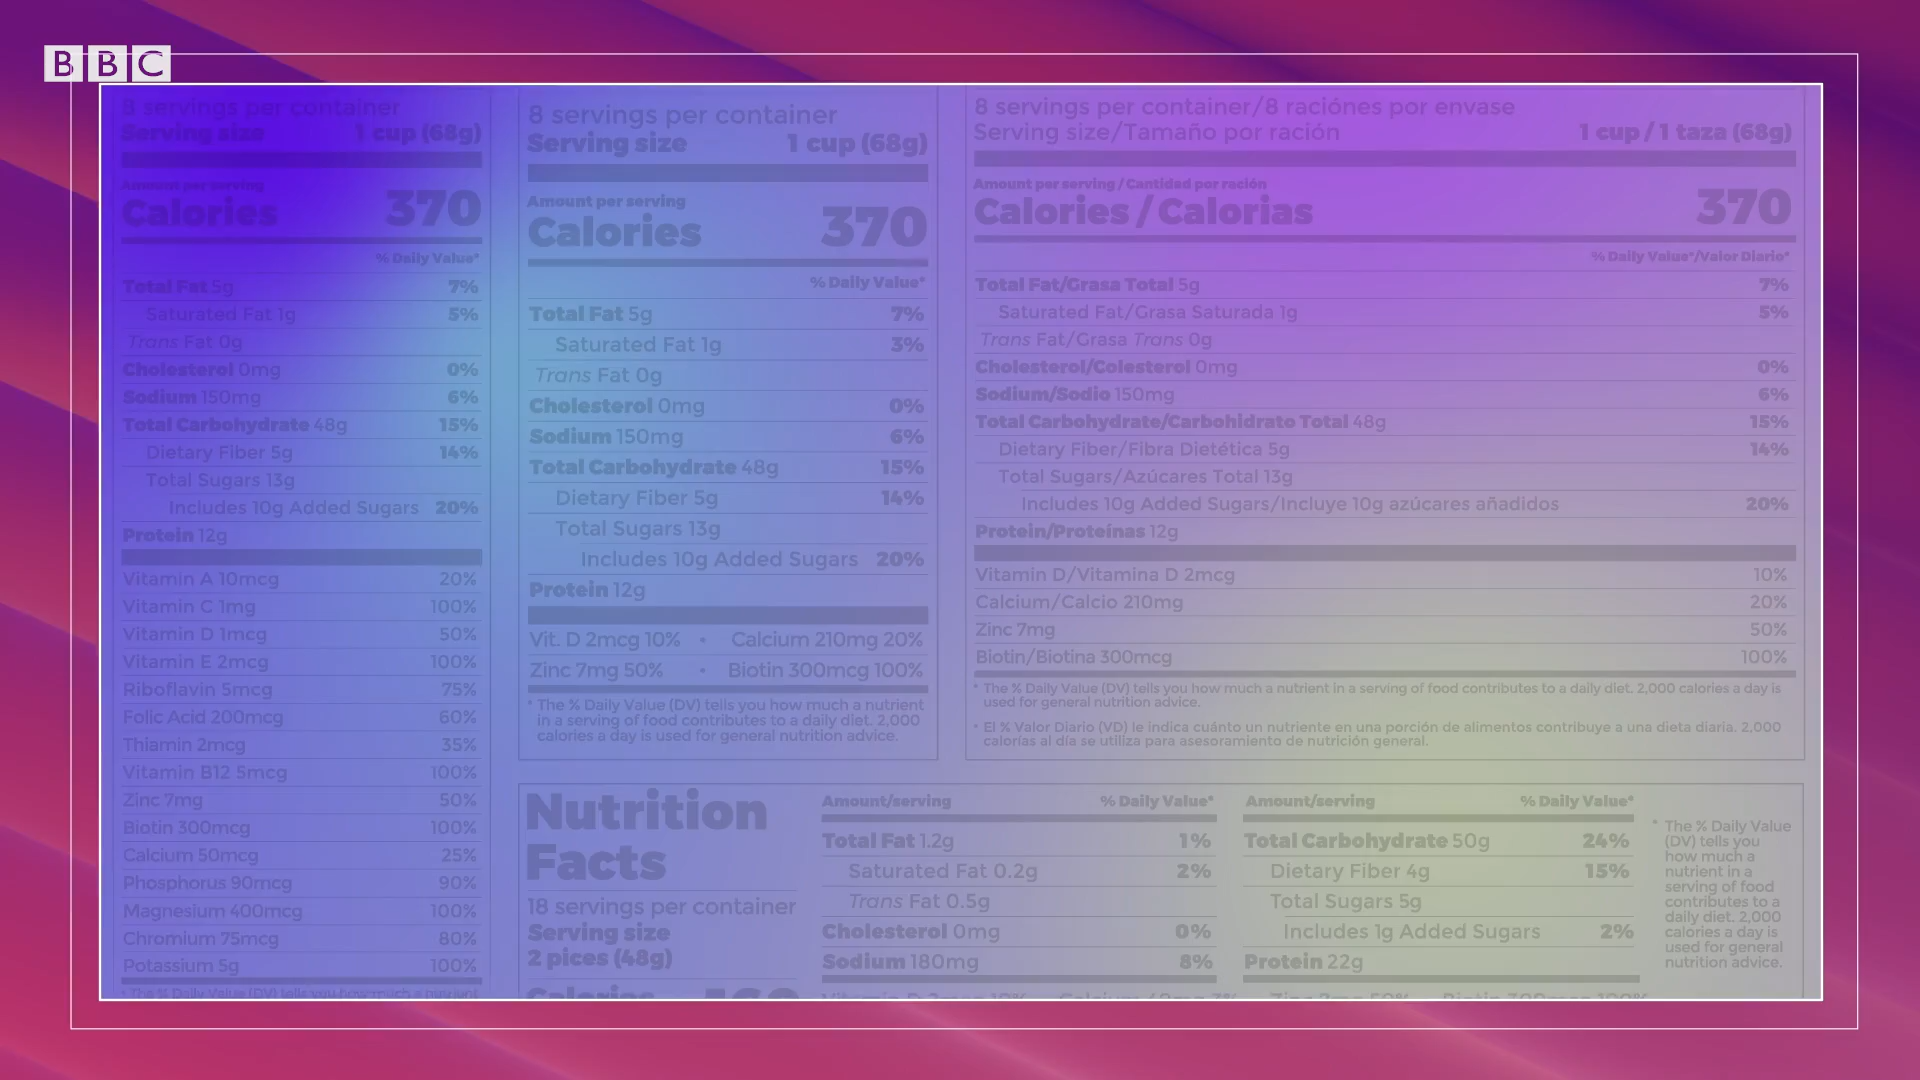 BBC
8 servings per container
Serving size 1 cup (68g)
Amount per serving
Calories 370
% Daily Value*
Total Fat 5g 7%
Saturated Fat 1g 5%
Trans Fat 0g
Cholesterol 0mg 0%
Sodium 150mg 6%
Total Carbohydrate 48g 15%
Dietary Fiber 5g 14%
Total Sugars 13g
Includes 10g Added Sugars 20%
Protein 12g
Vitamin A 10mcg 20%
Vitamin C 1mg 100%
Vitamin D 1mcg 50%
Vitamin E 2mcg 100%
Riboflavin 5mcg 75%
Folic Acid 200mcg 60%
Thiamin 2mcg 35%
Vitamin B12 5mcg 100%
Zinc 7mg 50%
Biotin 300mcg 100%
Calcium 50mcg 25%
Phosphorus 90mcg 90%
Magnesium 400mcg 100%
Chromium 75mcg 80%
Potassium 5g 100%
* The % Daily Value (DV) tells you how much a nutrient
8 servings per container
Serving size 1 cup (68g)
Amount per serving
Calories 370
% Daily Value*
Total Fat 5g 7%
Saturated Fat 1g 3%
Trans Fat 0g
Cholesterol 0mg 0%
Sodium 150mg 6%
Total Carbohydrate 48g 15%
Dietary Fiber 5g 14%
Total Sugars 13g
Includes 10g Added Sugars 20%
Protein 12g
Vit. D 2mcg 10% • Calcium 210mg 20%
Zinc 7mg 50% • Biotin 300mcg 100%
* The % Daily Value (DV) tells you how much a nutrient
in a serving of food contributes to a daily diet. 2,000
calories a day is used for general nutrition advice.
8 servings per container/8 raciónes por envase
Serving size/Tamaño por ración 1 cup / 1 taza (68g)
Amount per serving / Cantidad por ración
Calories / Calorias 370
% Daily Value*/Valor Diario*
Total Fat/Grasa Total 5g 7%
Saturated Fat/Grasa Saturada 1g 5%
Trans Fat/Grasa Trans 0g
Cholesterol/Colesterol 0mg 0%
Sodium/Sodio 150mg 6%
Total Carbohydrate/Carbohidrato Total 48g 15%
Dietary Fiber/Fibra Dietética 5g 14%
Total Sugars/Azúcares Total 13g
Includes 10g Added Sugars/Incluye 10g azúcares añadidos 20%
Protein/Proteínas 12g
Vitamin D/Vitamina D 2mcg 10%
Calcium/Calcio 210mg 20%
Zinc 7mg 50%
Biotin/Biotina 300mcg 100%
* The % Daily Value (DV) tells you how much a nutrient in a serving of food contributes to a daily diet. 2,000 calories a day is
used for general nutrition advice.
* El % Valor Diario (VD) le indica cuánto un nutriente en una porción de alimentos contribuye a una dieta diaria. 2,000
calorías al día se utiliza para asesoramiento de nutrición general.
Nutrition
Facts
18 servings per container
Serving size
2 pices (48g)
Calories
Amount/serving % Daily Value*
Total Fat 1.2g 1%
Saturated Fat 0.2g 2%
Trans Fat 0.5g
Cholesterol 0mg 0%
Sodium 180mg 8%
Amount/serving % Daily Value*
Total Carbohydrate 50g 24%
Dietary Fiber 4g 15%
Total Sugars 5g
Includes 1g Added Sugars 2%
Protein 22g
* The % Daily Value
(DV) tells you
how much a
nutrient in a
serving of food
contributes to a
daily diet. 2,000
calories a day is
used for general
nutrition advice.